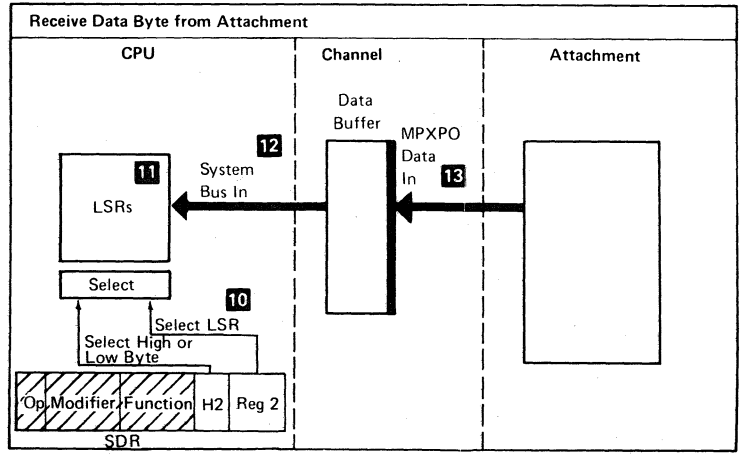 Receive Data Byte from Attachment
CPU
Channel
Attachment
Data
Buffer
MPXPO
Data
In
13
12
System
Bus In
11
LSRs
Select
10
Select LSR
Select High or
Low Byte
Op Modifier Function H2 Reg 2
SDR